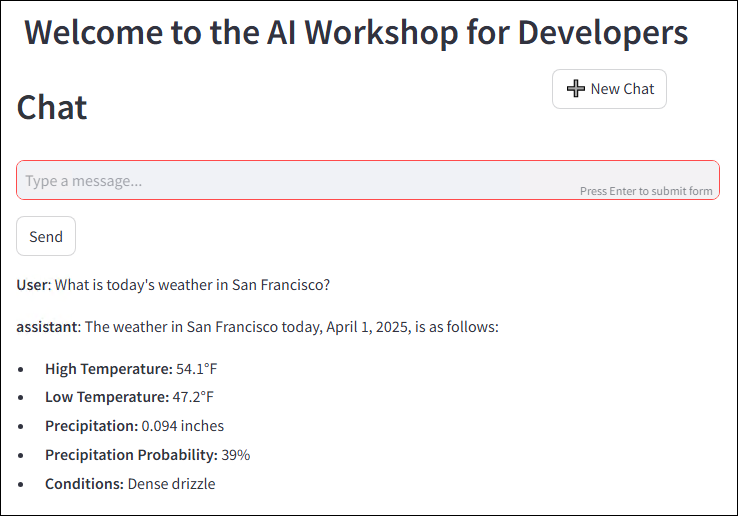 Welcome to the AI Workshop for Developers
New Chat
Chat
Type a message...
Press Enter to submit form
Send
User: What is today's weather in San Francisco?
assistant: The weather in San Francisco today, April 1, 2025, is as follows:
• High Temperature: 54.1°F
• Low Temperature: 47.2°F
• Precipitation: 0.094 inches
• Precipitation Probability: 39%
• Conditions: Dense drizzle